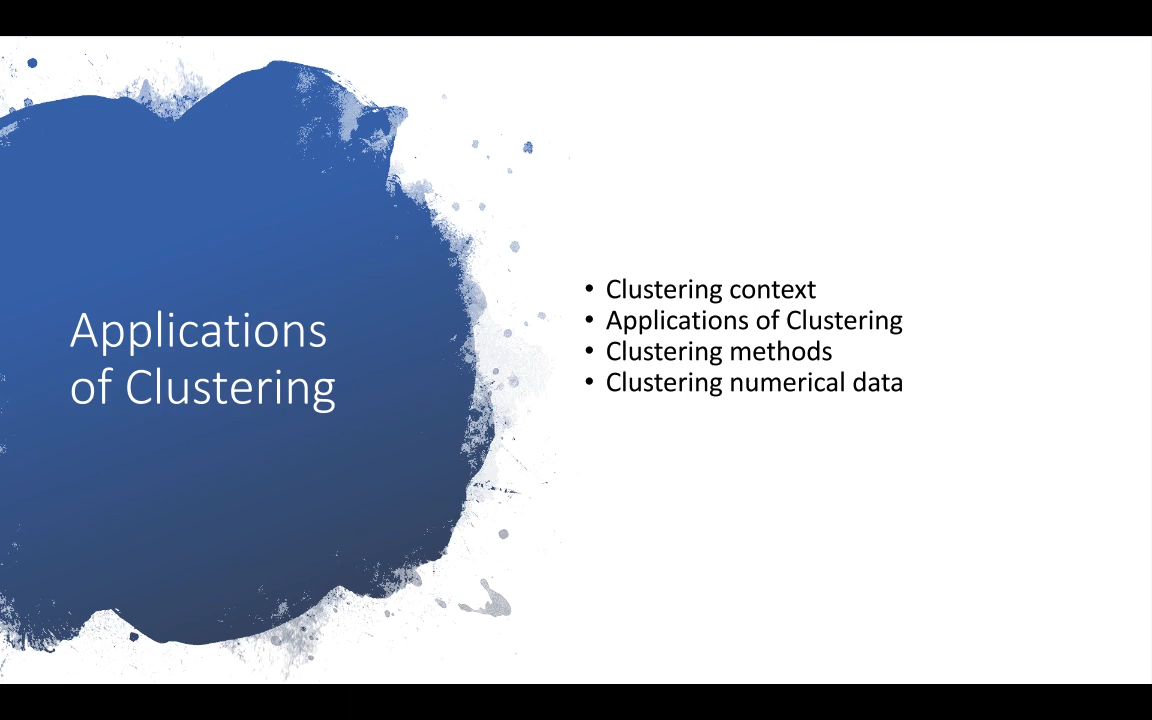 Applications
of Clustering
• Clustering context
• Applications of Clustering
• Clustering methods
• Clustering numerical data